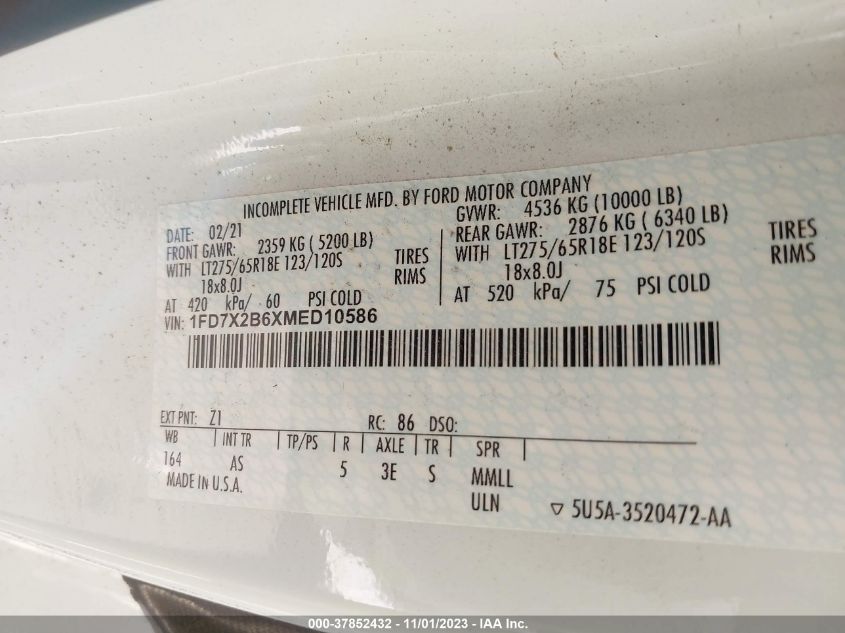 INCOMPLETE VEHICLE MFD. BY FORD MOTOR COMPANY
DATE: 02/21
FRONT GAWR: 2359 KG ( 5200 LB)
WITH LT275/65R18E 123/120S TIRES
18x8.0J RIMS
AT 420 kPa/ 60 PSI COLD
GVWR: 4536 KG (10000 LB)
REAR GAWR: 2876 KG ( 6340 LB)
WITH LT275/65R18E 123/120S TIRES
18x8.0J RIMS
AT 520 kPa/ 75 PSI COLD
VIN: 1FD7X2B6XMED10586
EXT PNT: Z1 RC: 86 DSO:
WB INT TR TP/PS R AXLE TR SPR
164 AS 5 3E S MMLL
MADE IN U.S.A. ULN
▽ 5U5A-3520472-AA
000-37852432 - 11/01/2023 - IAA Inc.